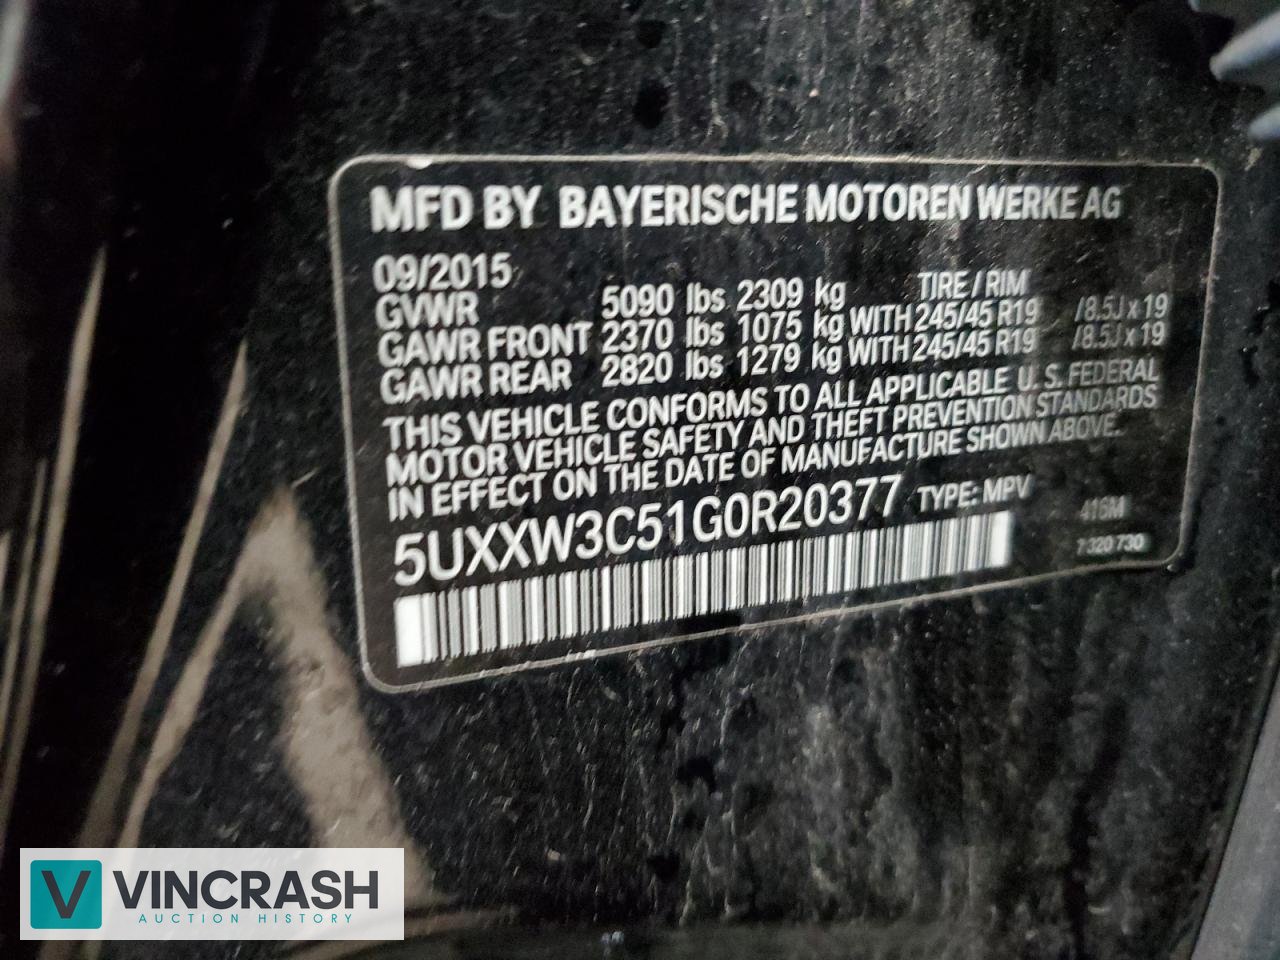 MFD BY BAYERISCHE MOTOREN WERKE AG
09/2015 TIRE / RIM
GVWR 5090 lbs 2309 kg
GAWR FRONT 2370 lbs 1075 kg WITH 245/45 R19 /8.5J x 19
GAWR REAR 2820 lbs 1279 kg WITH 245/45 R19 /8.5J x 19
THIS VEHICLE CONFORMS TO ALL APPLICABLE U.S. FEDERAL
MOTOR VEHICLE SAFETY AND THEFT PREVENTION STANDARDS
IN EFFECT ON THE DATE OF MANUFACTURE SHOWN ABOVE.
5UXXW3C51G0R20377 TYPE: MPV 416M
7 320 730
V VINCRASH
AUCTION HISTORY